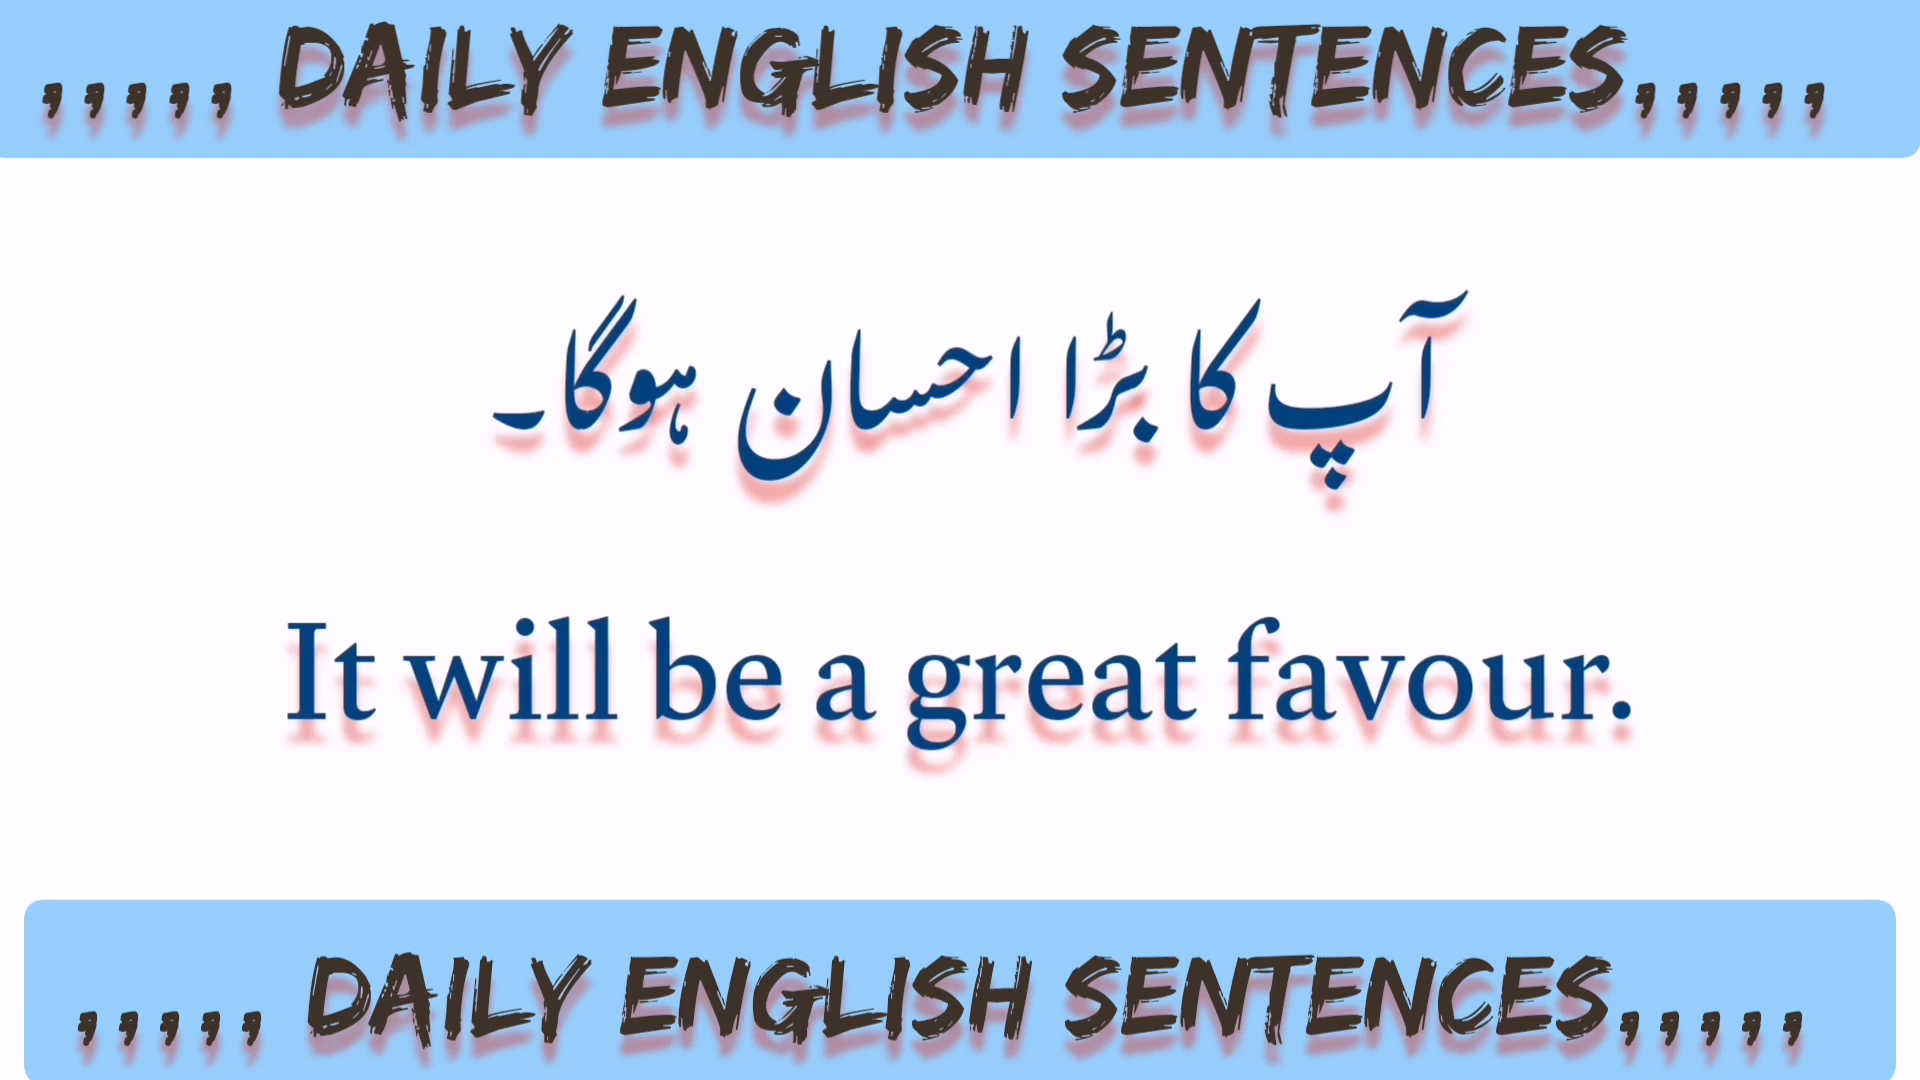 ,,,,, DAILY ENGLISH SENTENCES,,,,,
آپ کا بڑا احسان ہوگا۔
It will be a great favour.
,,,,, DAILY ENGLISH SENTENCES,,,,,